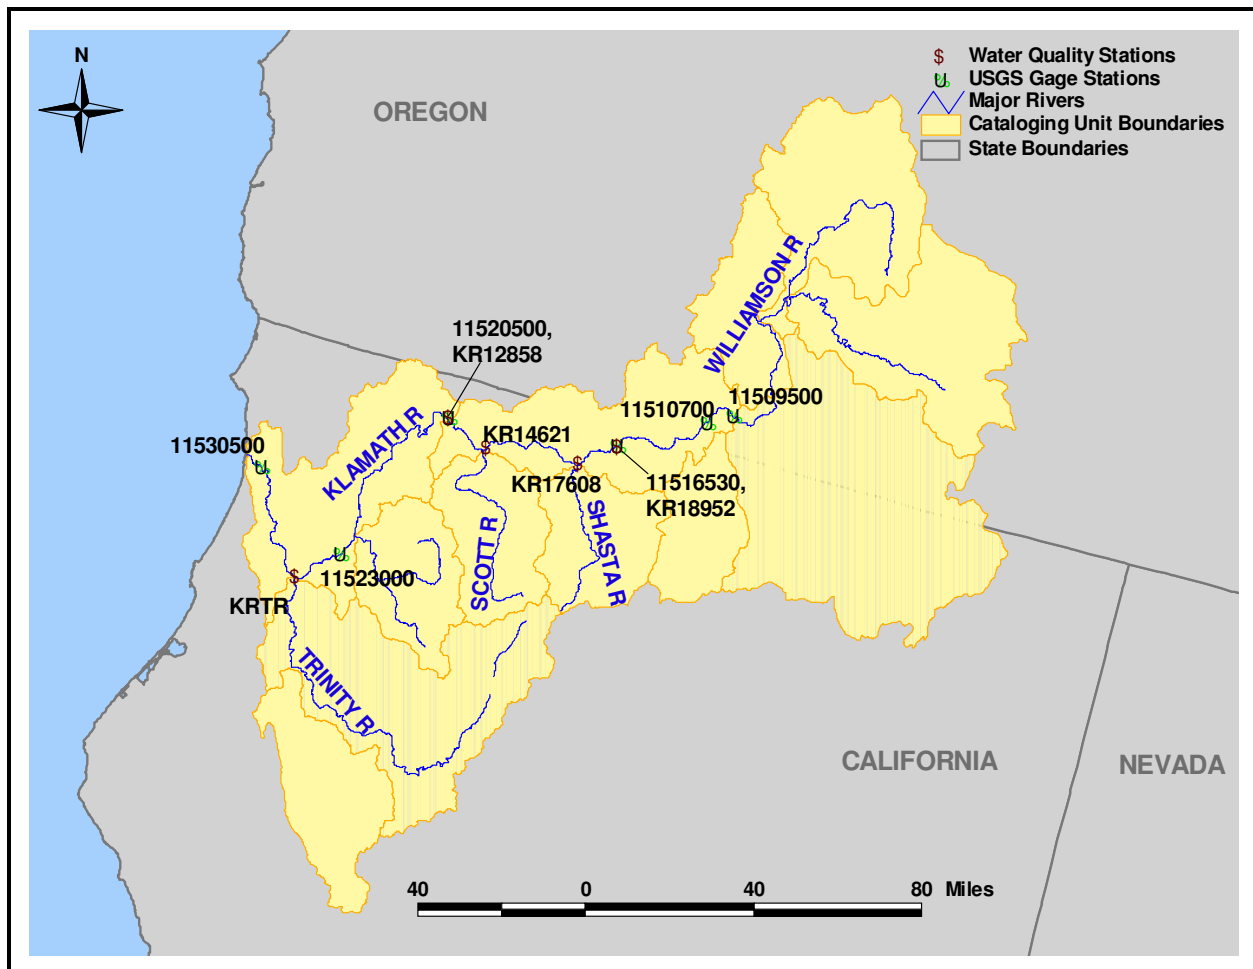 N
$ Water Quality Stations
USGS Gage Stations
Major Rivers
Cataloging Unit Boundaries
State Boundaries
OREGON
WILLIAMSON R
11520500,
KR12858
11509500
11510700
KLAMATH R
KR14621
11530500
KR17608
11516530,
KR18952
SCOTT R
SHASTA R
11523000
KRTR
TRINITY R
CALIFORNIA
NEVADA
40 0 40 80 Miles